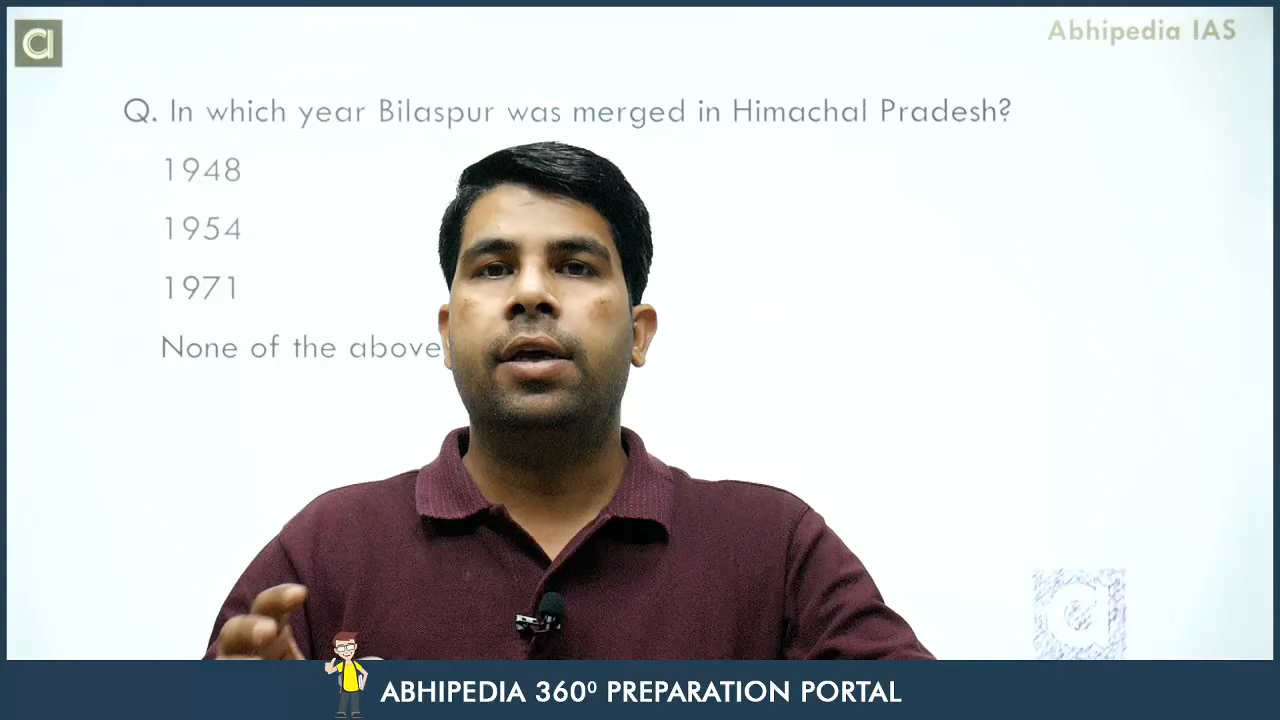 Abhipedia IAS
Q. In which year Bilaspur was merged in Himachal Pradesh?
1948
1954
1971
None of the above
ABHIPEDIA 360⁰ PREPARATION PORTAL